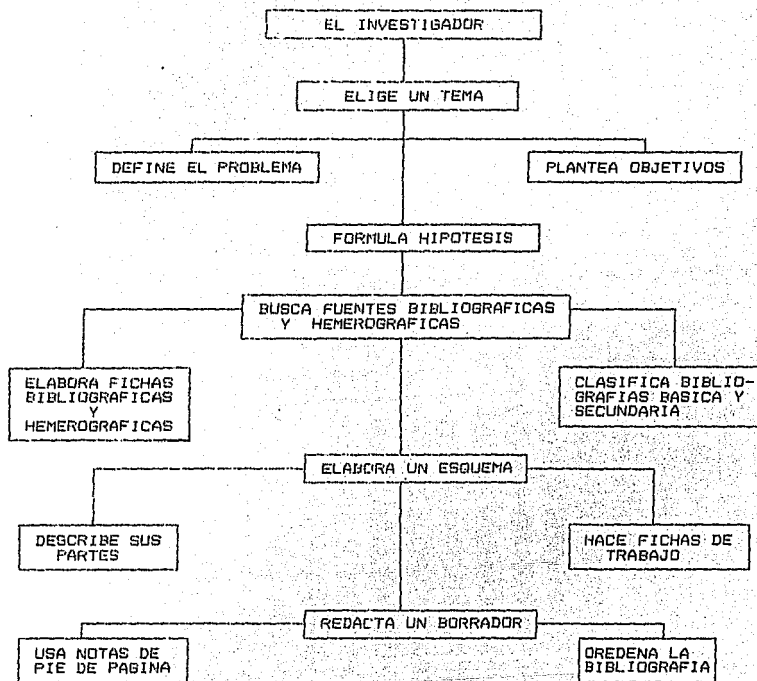 EL INVESTIGADOR
ELIGE UN TEMA
DEFINE EL PROBLEMA
PLANTEA OBJETIVOS
FORMULA HIPOTESIS
BUSCA FUENTES BIBLIOGRAFICAS
Y HEMEROGRAFICAS
ELABORA FICHAS
BIBLIOGRAFICAS
Y
HEMEROGRAFICAS
CLASIFICA BIBLIO-
GRAFIAS BASICA Y
SECUNDARIA
ELABORA UN ESQUEMA
DESCRIBE SUS
PARTES
HACE FICHAS DE
TRABAJO
REDACTA UN BORRADOR
USA NOTAS DE
PIE DE PAGINA
OREDENA LA
BIBLIOGRAFIA